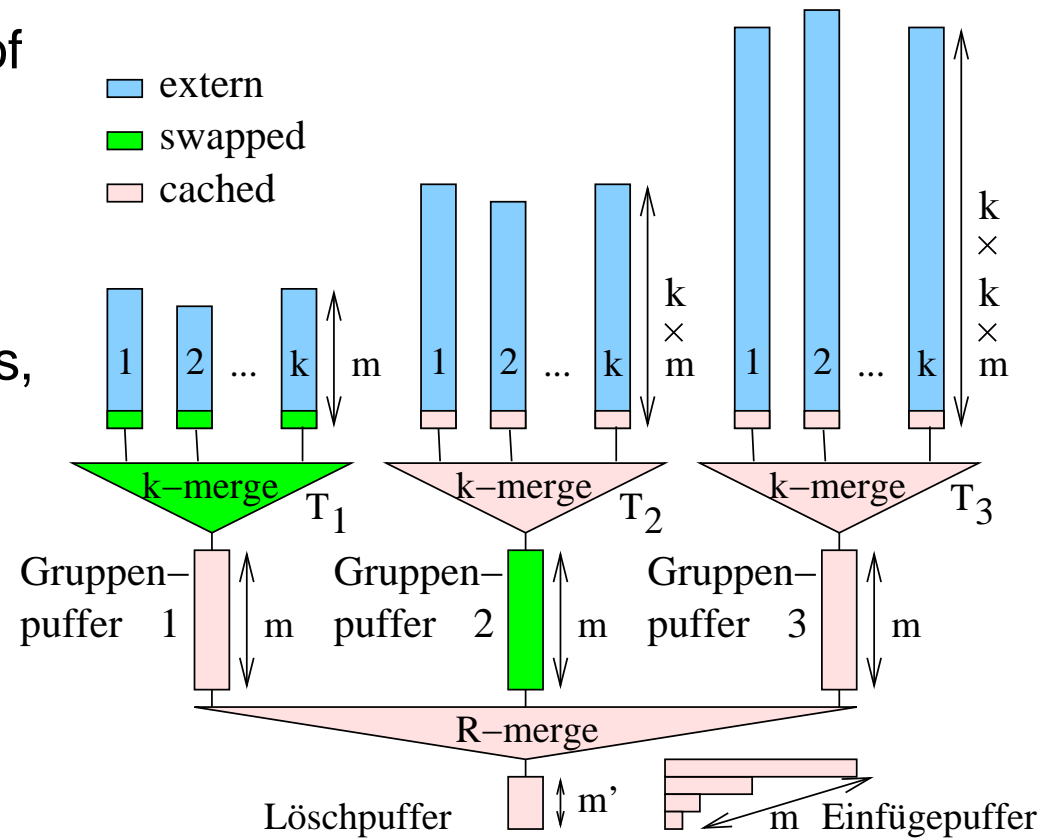 of
extern
swapped
cached
s,
1 2 ... k m
1 2 ... k
k
×
m
1 2 ... k
k
×
k
×
m
k−merge T1
k−merge T2
k−merge T3
Gruppen−
puffer 1 m
Gruppen−
puffer 2 m
Gruppen−
puffer 3 m
R−merge
Löschpuffer m’
m Einfügepuffer